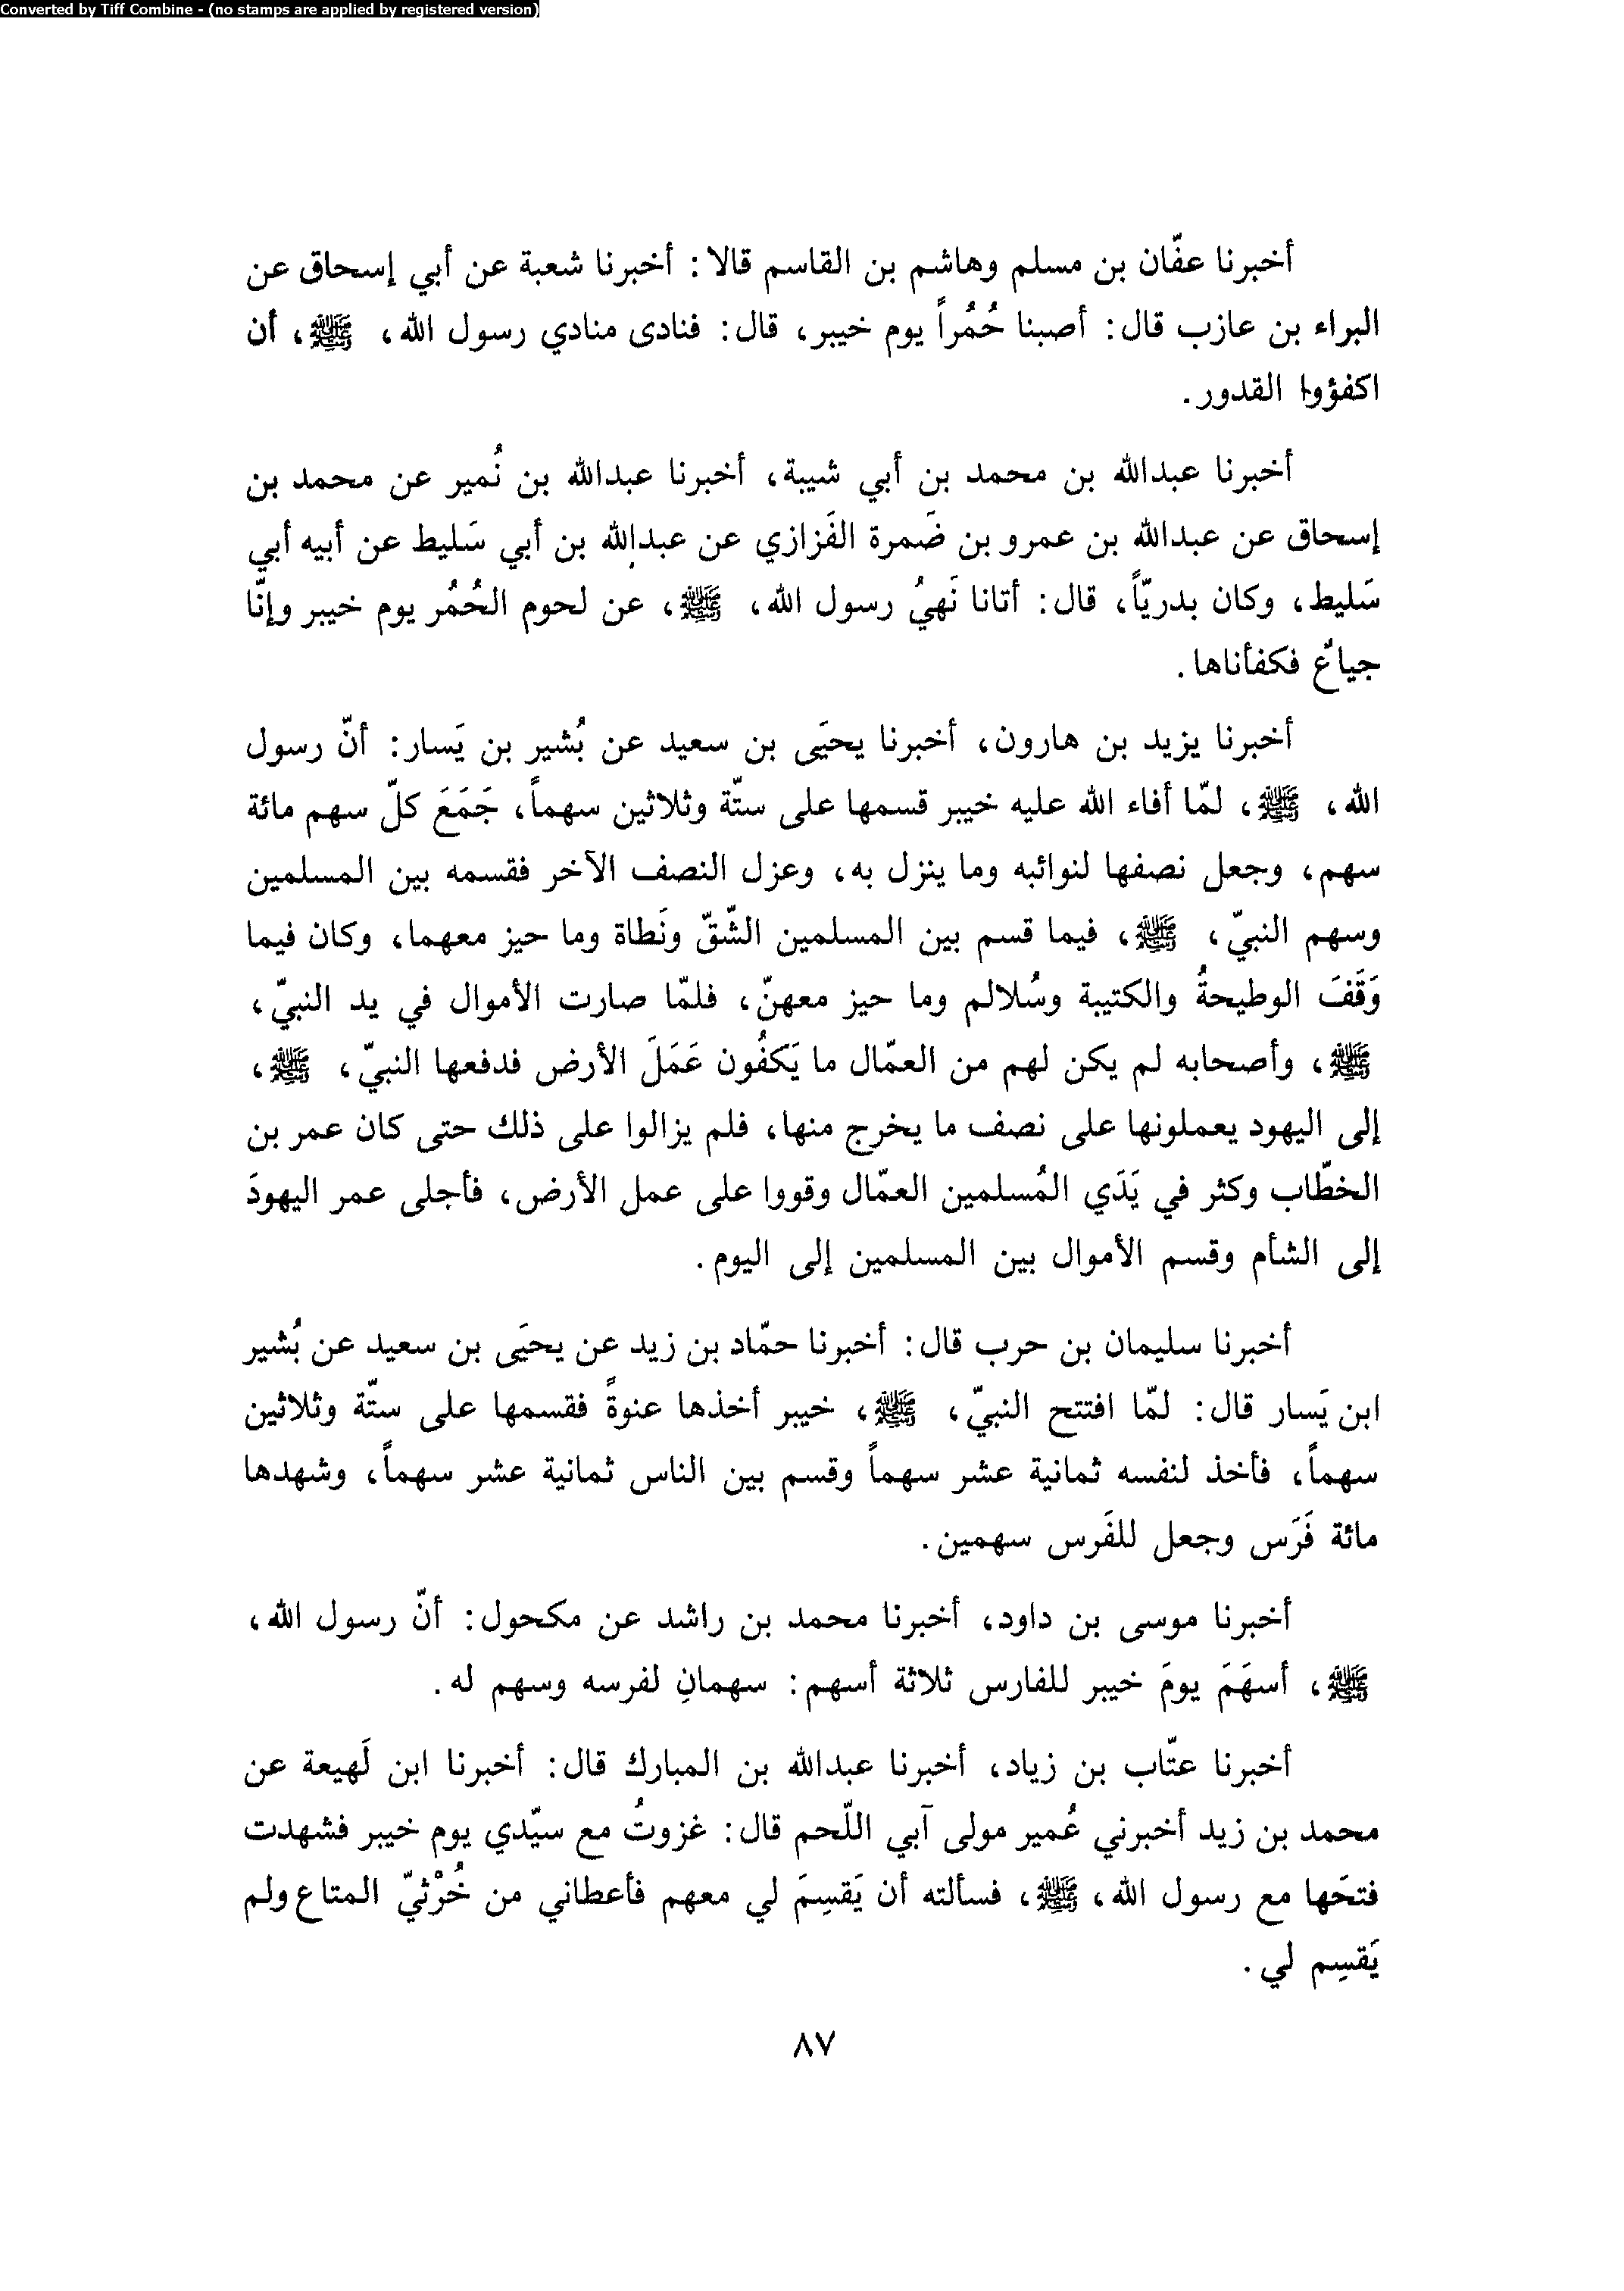 Converted by Tiff Combine - (no stamps are applied by registered version)
أخبرنا عفّان بن مسلم وهاشم بن القاسم قالا: أخبرنا شعبة عن أبي إسحاق عن
البراء بن عازب قال: أصبنا حُمُراً يوم خيبر، قال: فنادى منادي رسول الله، ﷺ، أن
اكفؤوا القدور.
أخبرنا عبدالله بن محمد بن أبي شيبة، أخبرنا عبدالله بن نُمير عن محمد بن
إسحاق عن عبدالله بن عمرو بن ضَمرة الفَزازي عن عبدالله بن أبي سَليط عن أبيه أبي
سَليط، وكان بدريّاً، قال: أتانا نَهيُ رسول الله، ﷺ، عن لحوم الحُمُر يوم خيبر وإنّا
جياعٌ فكفأناها.
أخبرنا يزيد بن هارون، أخبرنا يحيَى بن سعيد عن بُشير بن يَسار: أنّ رسول
الله، ﷺ، لمّا أفاء الله عليه خيبر قسمها على ستّة وثلاثين سهماً، جَمَعَ كلّ سهم مائة
سهم، وجعل نصفها لنوائبه وما ينزل به، وعزل النصف الآخر فقسمه بين المسلمين
وسهم النبيّ، ﷺ، فيما قسم بين المسلمين الشّقّ ونَطاة وما حيز معهما، وكان فيما
وَقَفَ الوطيحةُ والكتيبة وسُلالم وما حيز معهنّ، فلمّا صارت الأموال في يد النبيّ،
ﷺ، وأصحابه لم يكن لهم من العمّال ما يَكفُون عَمَلَ الأرض فدفعها النبيّ، ﷺ،
إلى اليهود يعملونها على نصف ما يخرج منها، فلم يزالوا على ذلك حتى كان عمر بن
الخطّاب وكثر في يَدَي المُسلمين العمّال وقووا على عمل الأرض، فأجلى عمر اليهودَ
إلى الشأم وقسم الأموال بين المسلمين إلى اليوم.
أخبرنا سليمان بن حرب قال: أخبرنا حمّاد بن زيد عن يحيَى بن سعيد عن بُشير
ابن يَسار قال: لمّا افتتح النبيّ، ﷺ، خيبر أخذها عنوةً فقسمها على ستّة وثلاثين
سهماً، فأخذ لنفسه ثمانية عشر سهماً وقسم بين الناس ثمانية عشر سهماً، وشهدها
مائة فَرَس وجعل للفَرس سهمين.
أخبرنا موسى بن داود، أخبرنا محمد بن راشد عن مكحول: أنّ رسول الله،
ﷺ، أسهَمَ يومَ خيبر للفارس ثلاثة أسهم: سهمانِ لفرسه وسهم له.
أخبرنا عتّاب بن زياد، أخبرنا عبدالله بن المبارك قال: أخبرنا ابن لَهيعة عن
محمد بن زيد أخبرني عُمير مولى آبي اللّحم قال: غزوتُ مع سيّدي يوم خيبر فشهدت
فتحَها مع رسول الله، ﷺ، فسألته أن يَقسِمَ لي معهم فأعطاني من خُرْثيّ المتاع ولم
يَقسِم لي.
٨٧